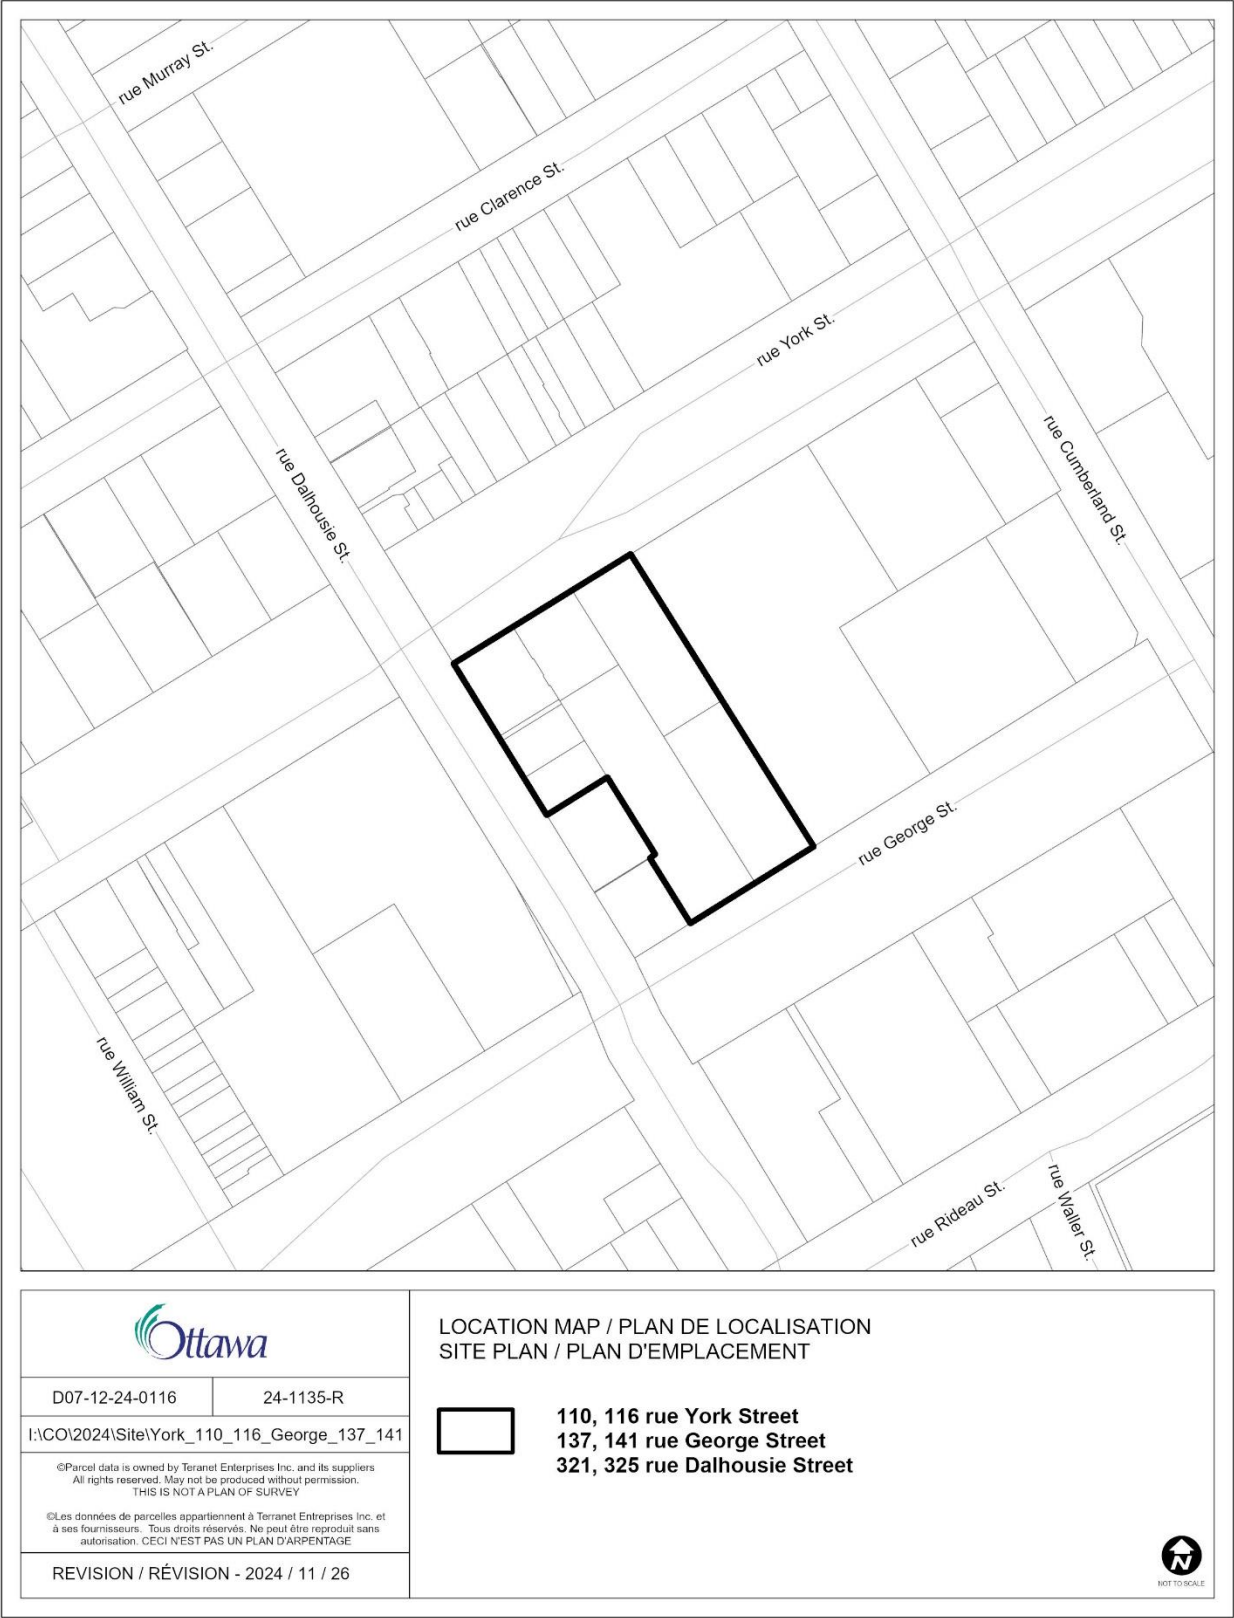 rue Murray St.
rue Clarence St.
rue York St.
rue Dalhousie St.
rue Cumberland St.
rue George St.
rue William St.
rue Rideau St.
rue Waller St.
Ottawa
D07-12-24-0116
24-1135-R
I:\CO\2024\Site\York_110_116_George_137_141
©Parcel data is owned by Teranet Enterprises Inc. and its suppliers
All rights reserved. May not be produced without permission.
THIS IS NOT A PLAN OF SURVEY
©Les données de parcelles appartiennent à Terranet Entreprises Inc. et
à ses fournisseurs. Tous droits réservés. Ne peut être reproduit sans
autorisation. CECI N'EST PAS UN PLAN D'ARPENTAGE
REVISION / RÉVISION - 2024 / 11 / 26
LOCATION MAP / PLAN DE LOCALISATION
SITE PLAN / PLAN D'EMPLACEMENT
110, 116 rue York Street
137, 141 rue George Street
321, 325 rue Dalhousie Street
N
NOT TO SCALE